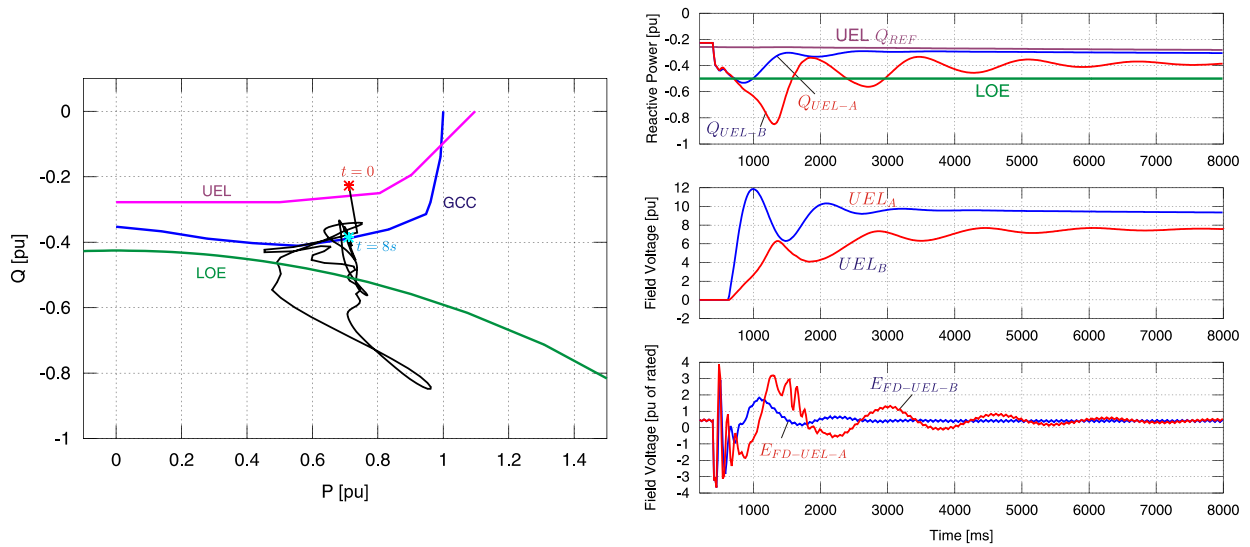 0
-0.2
-0.4
-0.6
-0.8
-1
Q [pu]
0
0.2
0.4
0.6
0.8
1
1.2
1.4
P [pu]
UEL
LOE
GCC
t = 0
t = 8s
0
-0.2
-0.4
-0.6
-0.8
-1
Reactive Power [pu]
UEL Q_REF
LOE
Q_UEL−A
Q_UEL−B
1000 2000 3000 4000 5000 6000 7000 8000
12
10
8
6
4
2
0
-2
Field Voltage [pu]
UEL_A
UEL_B
1000 2000 3000 4000 5000 6000 7000 8000
4
3
2
1
0
-1
-2
-3
4
Field Voltage [pu of rated]
E_FD−UEL−B
E_FD−UEL−A
1000 2000 3000 4000 5000 6000 7000 8000
Time [ms]